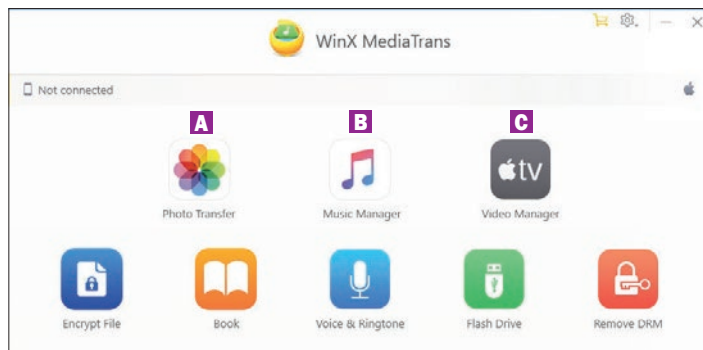 WinX MediaTrans
Not connected
A B C
tv
Photo Transfer Music Manager Video Manager
Encrypt File Book Voice & Ringtone Flash Drive Remove DRM